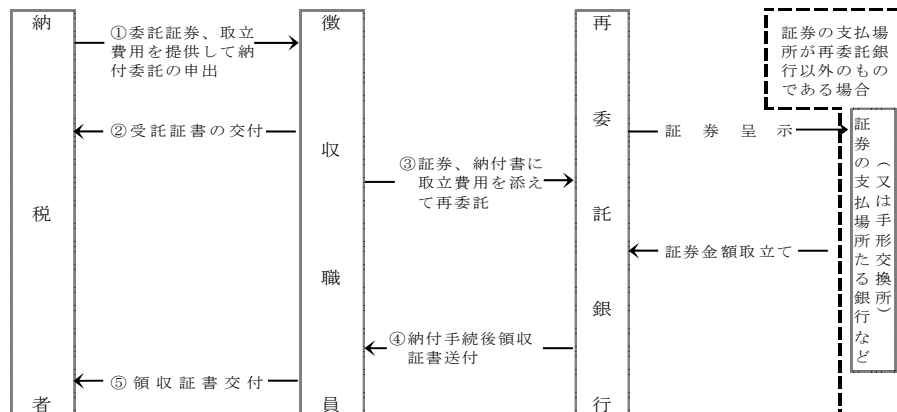 納税者
①委託証券、取立
費用を提供して納
付委託の申出
②受託証書の交付
徴収職員
③証券、納付書に
取立費用を添え
て再委託
④納付手続後領収
証書送付
⑤領収証書交付
再委託銀行
証券の支払場
所が再委託銀
行以外のもの
である場合
証券呈示
証券金額取立て
証券の支払場所たる銀行など
（又は手形交換所）